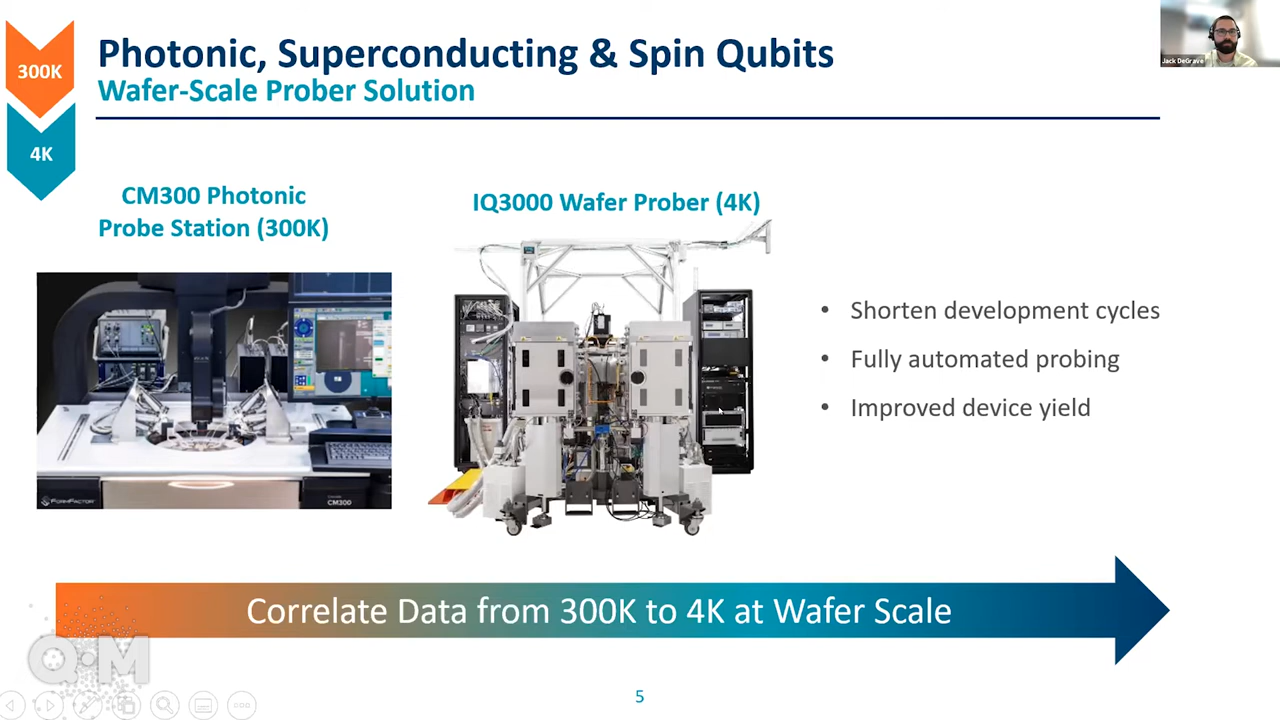 300K
4K
Photonic, Superconducting & Spin Qubits
Wafer-Scale Prober Solution
Jack DeGrave
CM300 Photonic
Probe Station (300K)
IQ3000 Wafer Prober (4K)
• Shorten development cycles
• Fully automated probing
• Improved device yield
FORMFACTOR
CM300
Correlate Data from 300K to 4K at Wafer Scale
Q·M
5